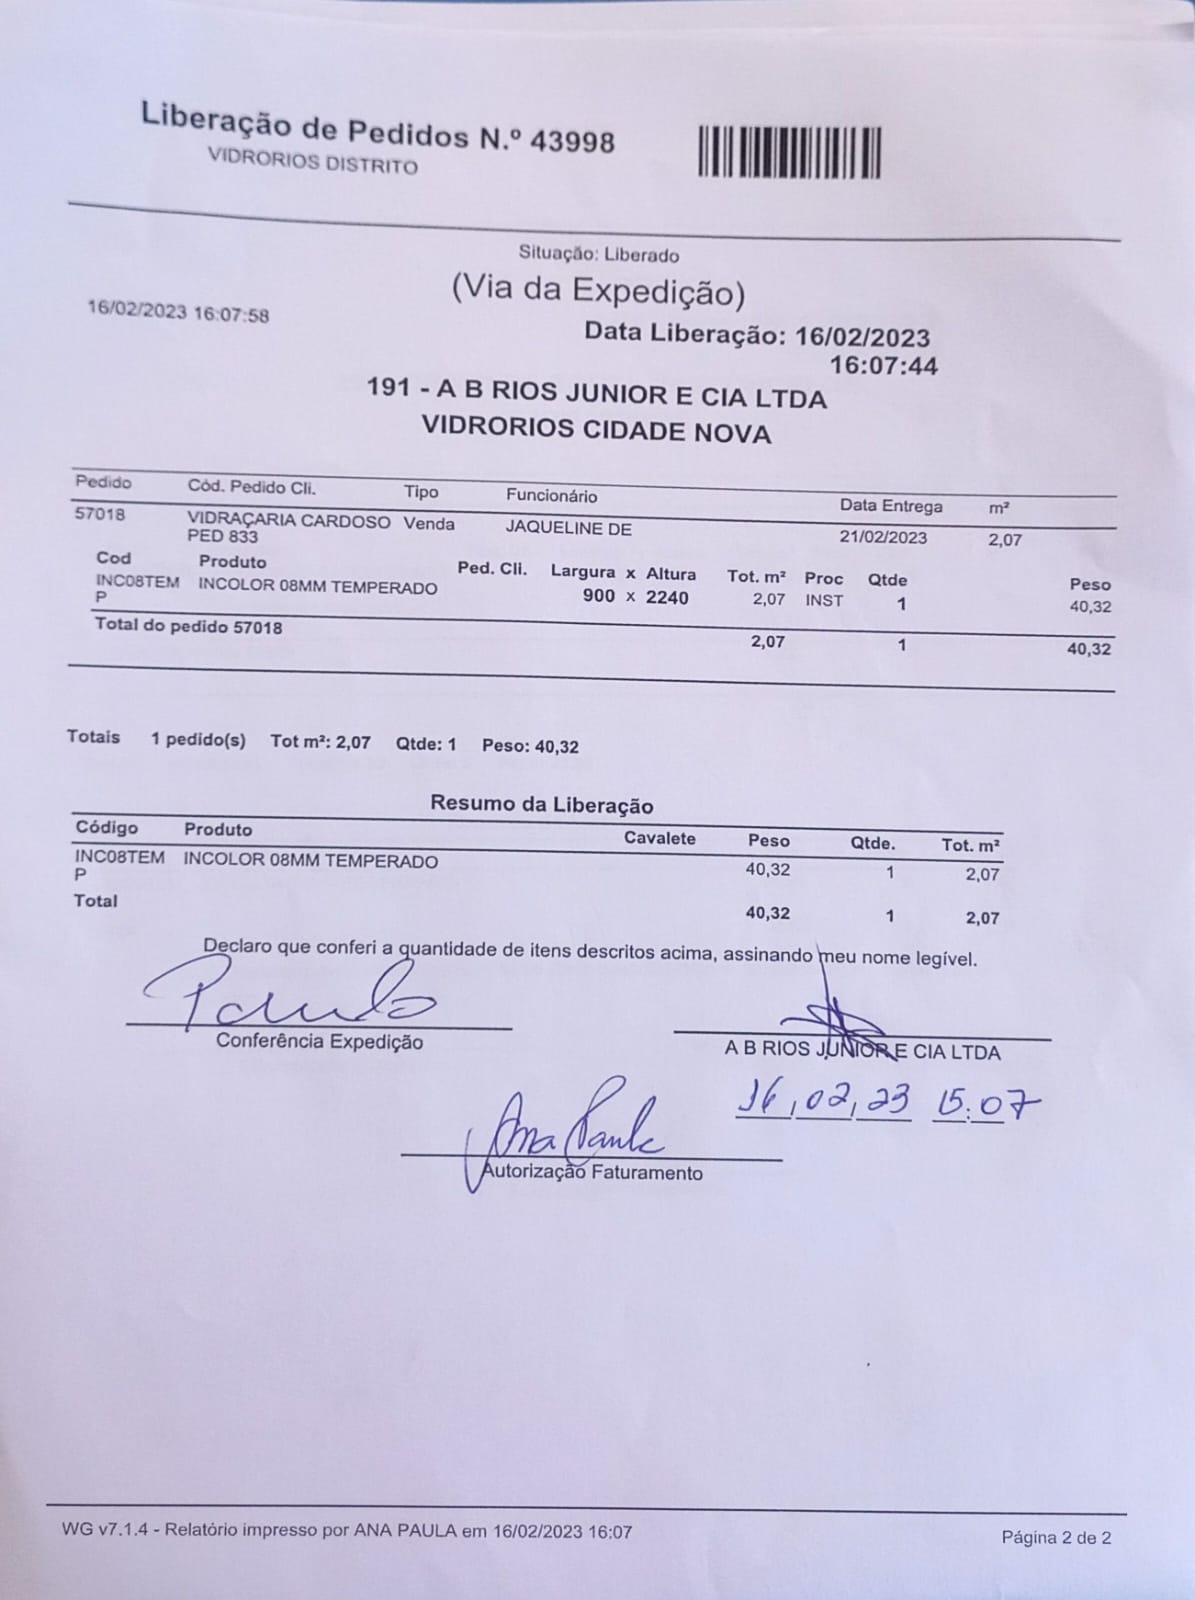 Liberação de Pedidos N.º 43998
VIDRORIOS DISTRITO
Situação: Liberado
(Via da Expedição)
16/02/2023 16:07:58
Data Liberação: 16/02/2023
16:07:44
191 - A B RIOS JUNIOR E CIA LTDA
VIDRORIOS CIDADE NOVA
Pedido Cód. Pedido Cli. Tipo Funcionário Data Entrega m²
57018 VIDRAÇARIA CARDOSO Venda JAQUELINE DE 21/02/2023 2,07
PED 833
Cod Produto Ped. Cli. Largura x Altura Tot. m² Proc Qtde Peso
INC08TEM INCOLOR 08MM TEMPERADO 900 x 2240 2,07 INST 1 40,32
P
Total do pedido 57018 2,07 1 40,32
Totais 1 pedido(s) Tot m²: 2,07 Qtde: 1 Peso: 40,32
Resumo da Liberação
Código Produto Cavalete Peso Qtde. Tot. m²
INC08TEM INCOLOR 08MM TEMPERADO 40,32 1 2,07
P
Total 40,32 1 2,07
Declaro que conferi a quantidade de itens descritos acima, assinando meu nome legível.
Paulo
Conferência Expedição
A B RIOS JUNIOR E CIA LTDA
16,02,23 15:07
Ana Paula
Autorização Faturamento
WG v7.1.4 - Relatório impresso por ANA PAULA em 16/02/2023 16:07
Página 2 de 2